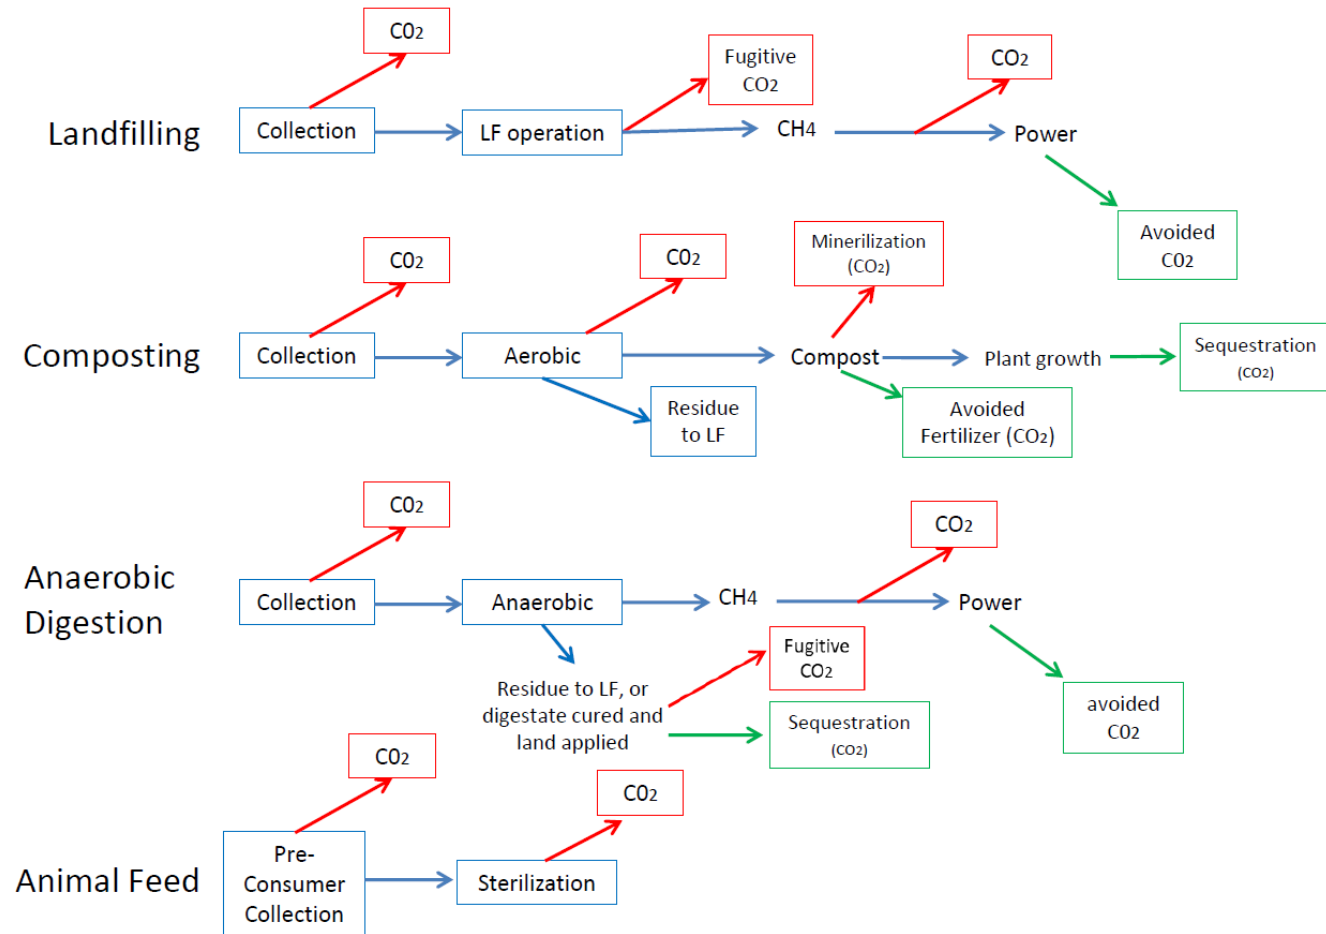 C02
Fugitive
CO2
CO2
Landfilling
Collection
LF operation
CH4
Power
Avoided
C02
C02
C02
Minerilization
(CO2)
Composting
Collection
Aerobic
Compost
Plant growth
Sequestration
(CO2)
Residue
to LF
Avoided
Fertilizer (CO2)
C02
CO2
Anaerobic
Digestion
Collection
Anaerobic
CH4
Power
Residue to LF, or
digestate cured and
land applied
Fugitive
CO2
Sequestration
(CO2)
avoided
C02
C02
C02
Animal Feed
Pre-
Consumer
Collection
Sterilization